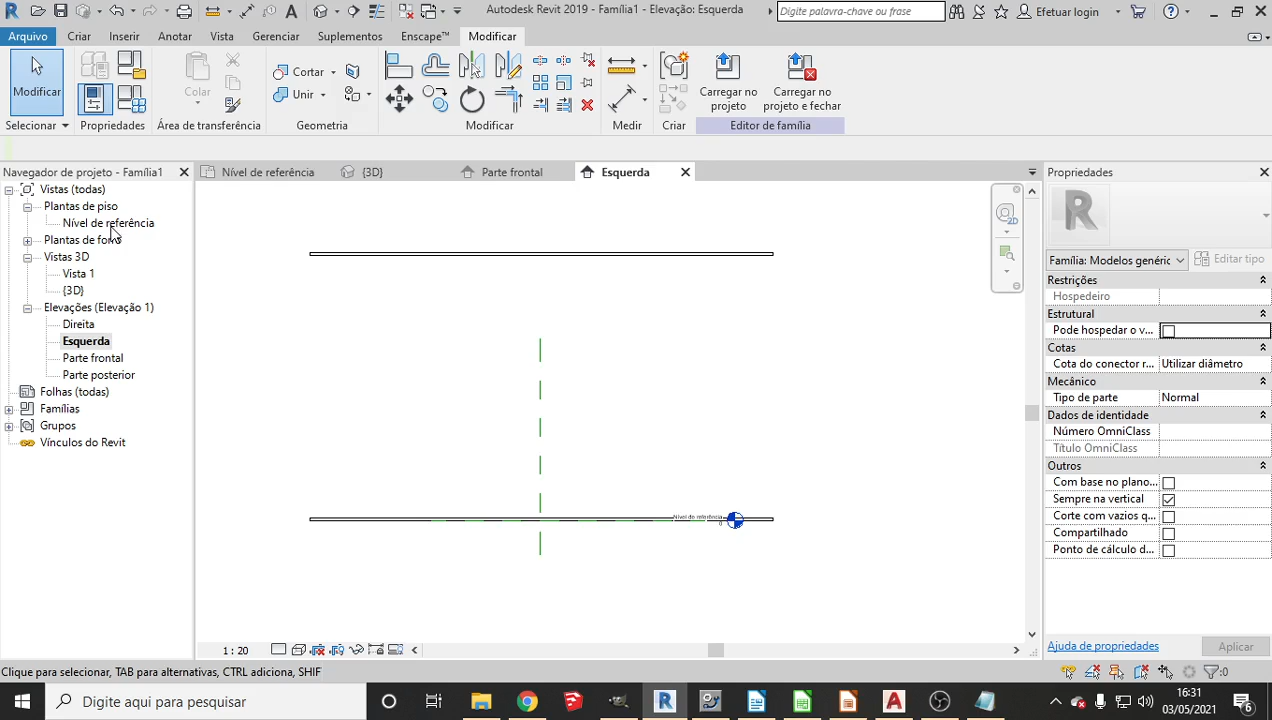 Autodesk Revit 2019 - Família1 - Elevação: Esquerda
Digite palavra-chave ou frase
Efetuar login
Arquivo Criar Inserir Anotar Vista Gerenciar Suplementos Enscape™ Modificar
Modificar
Colar
Cortar
Unir
Carregar no projeto
Carregar no projeto e fechar
Selecionar Propriedades Área de transferência Geometria Modificar Medir Criar Editor de família
Navegador de projeto - Família1
Nível de referência {3D} Parte frontal Esquerda
Propriedades
Vistas (todas)
Plantas de piso
Nível de referência
Plantas de forro
Vistas 3D
Vista 1
{3D}
Elevações (Elevação 1)
Direita
Esquerda
Parte frontal
Parte posterior
Folhas (todas)
Famílias
Grupos
Vínculos do Revit
2D
Nível de referência
0
R
Família: Modelos genéric Editar tipo
Restrições
Hospedeiro
Estrutural
Pode hospedar o v...
Cotas
Cota do conector r... Utilizar diâmetro
Mecânico
Tipo de parte Normal
Dados de identidade
Número OmniClass
Título OmniClass
Outros
Com base no plano...
Sempre na vertical
Corte com vazios q...
Compartilhado
Ponto de cálculo d...
Ajuda de propriedades Aplicar
1 : 20
Clique para selecionar, TAB para alternativas, CTRL adiciona, SHIF
:0
Digite aqui para pesquisar
16:31
03/05/2021
6